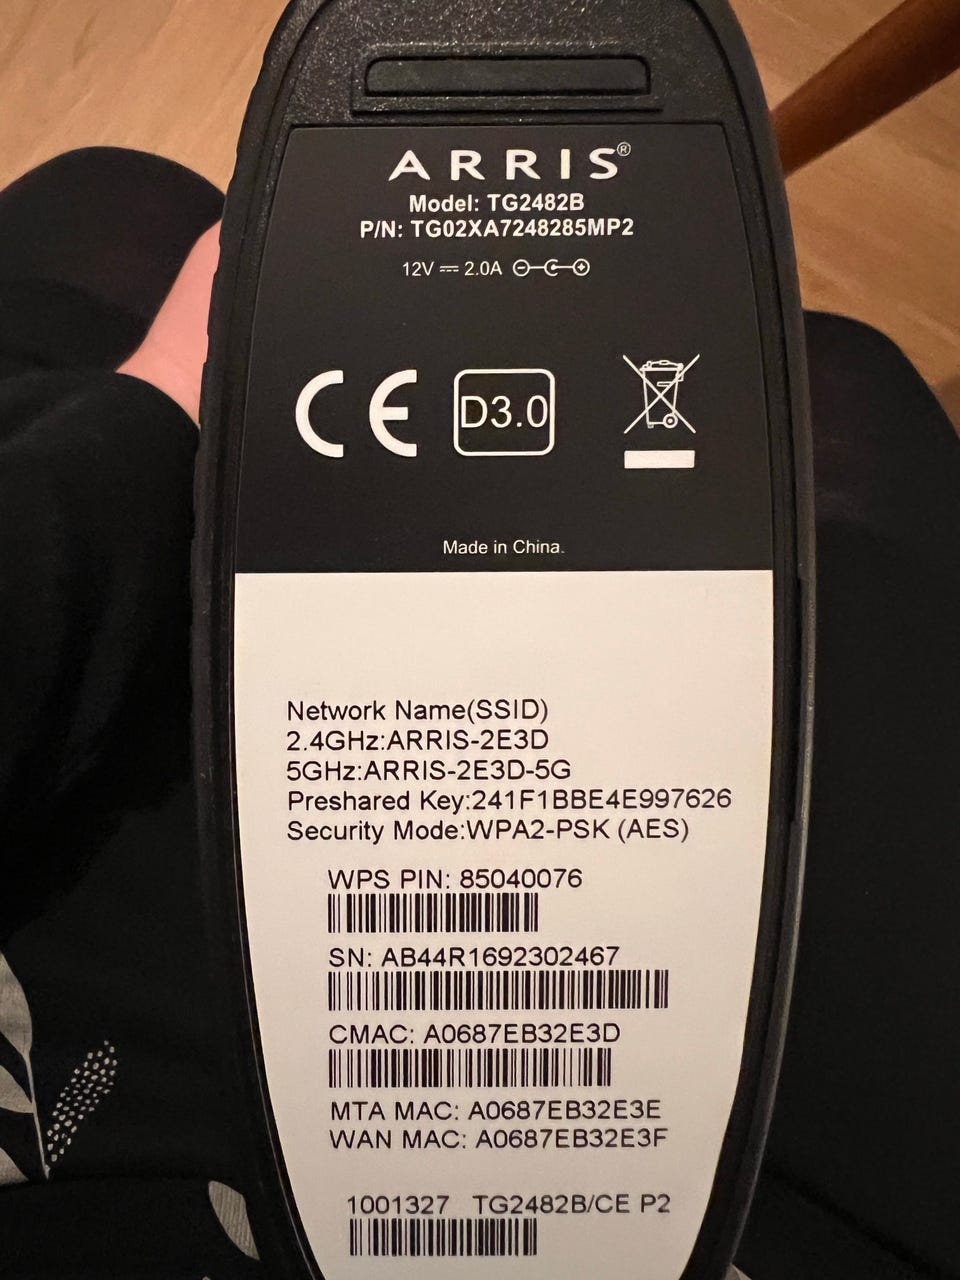 ARRIS®
Model: TG2482B
P/N: TG02XA7248285MP2
12V ⎓ 2.0A
CE
D3.0
Made in China.
Network Name(SSID)
2.4GHz:ARRIS-2E3D
5GHz:ARRIS-2E3D-5G
Preshared Key:241F1BBE4E997626
Security Mode:WPA2-PSK (AES)
WPS PIN: 85040076
SN: AB44R1692302467
CMAC: A0687EB32E3D
MTA MAC: A0687EB32E3E
WAN MAC: A0687EB32E3F
1001327 TG2482B/CE P2